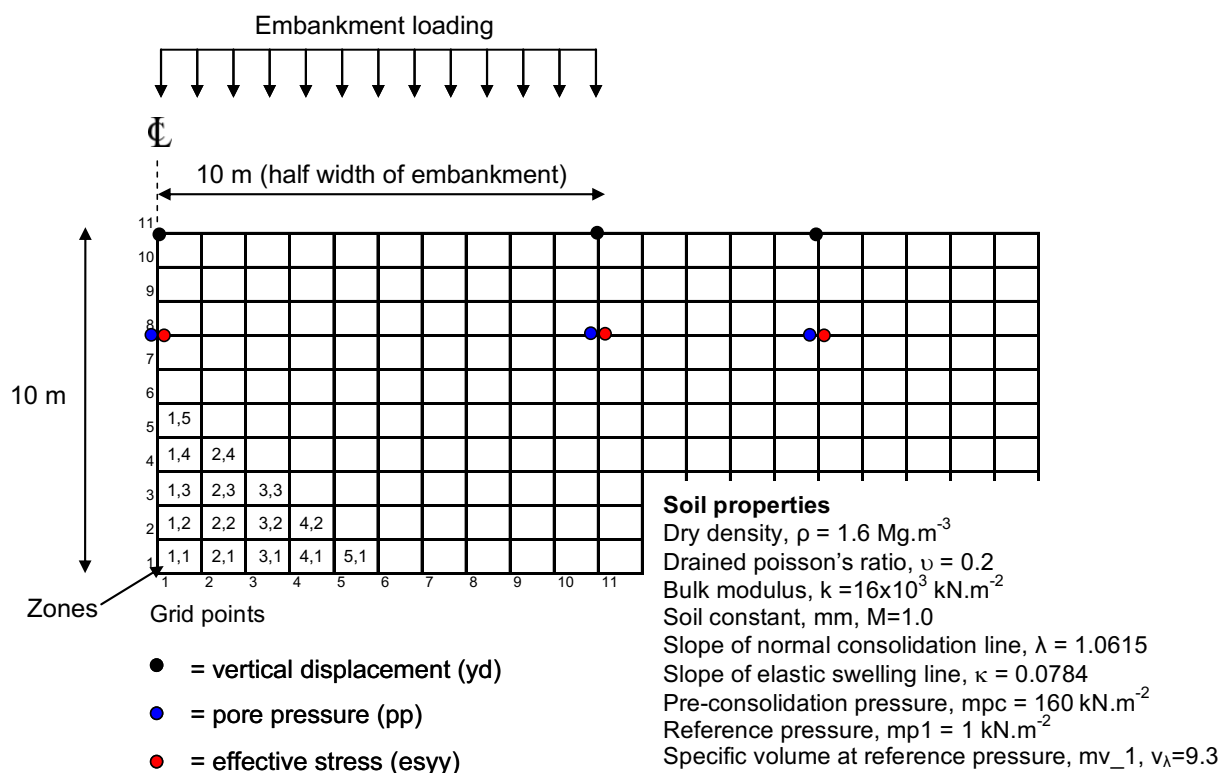 Embankment loading
℄
10 m (half width of embankment)
11
10
9
8
7
6
5
4
3
2
1
10 m
1,5
1,4 2,4
1,3 2,3 3,3
1,2 2,2 3,2 4,2
1,1 2,1 3,1 4,1 5,1
1 2 3 4 5 6 7 8 9 10 11
Zones
Grid points
= vertical displacement (yd)
= pore pressure (pp)
= effective stress (esyy)
Soil properties
Dry density, ρ = 1.6 Mg.m⁻³
Drained poisson's ratio, υ = 0.2
Bulk modulus, k =16x10³ kN.m⁻²
Soil constant, mm, M=1.0
Slope of normal consolidation line, λ = 1.0615
Slope of elastic swelling line, κ = 0.0784
Pre-consolidation pressure, mpc = 160 kN.m⁻²
Reference pressure, mp1 = 1 kN.m⁻²
Specific volume at reference pressure, mv_1, vλ=9.3